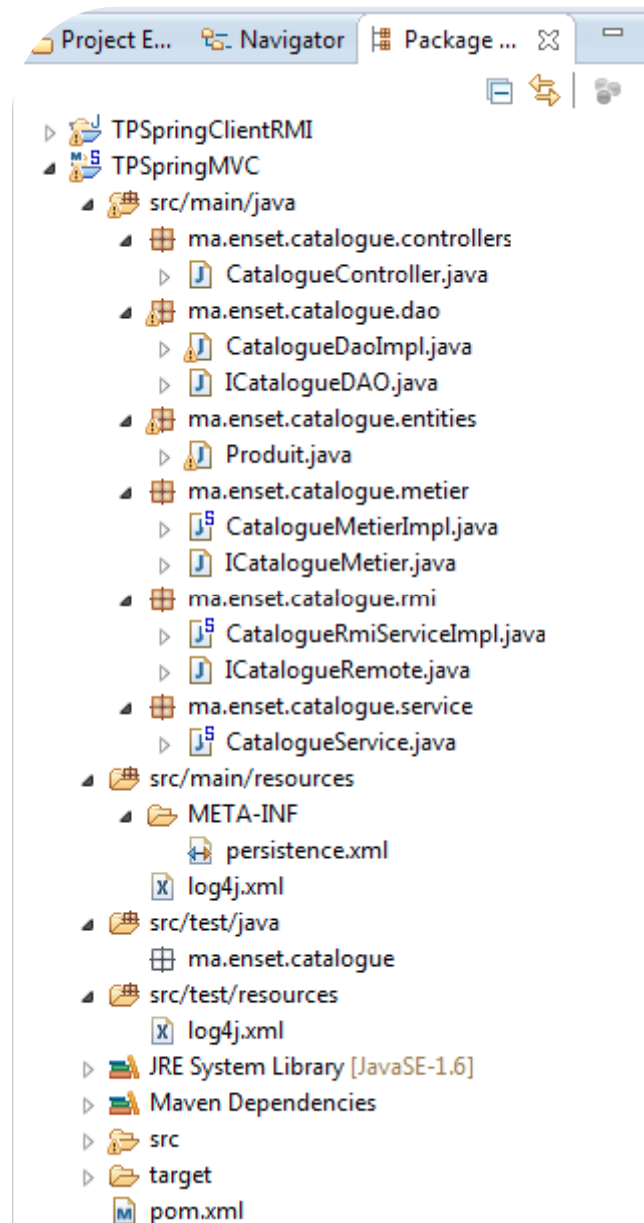 Project E... Navigator Package ...
TPSpringClientRMI
TPSpringMVC
src/main/java
ma.enset.catalogue.controllers
CatalogueController.java
ma.enset.catalogue.dao
CatalogueDaoImpl.java
ICatalogueDAO.java
ma.enset.catalogue.entities
Produit.java
ma.enset.catalogue.metier
CatalogueMetierImpl.java
ICatalogueMetier.java
ma.enset.catalogue.rmi
CatalogueRmiServiceImpl.java
ICatalogueRemote.java
ma.enset.catalogue.service
CatalogueService.java
src/main/resources
META-INF
persistence.xml
log4j.xml
src/test/java
ma.enset.catalogue
src/test/resources
log4j.xml
JRE System Library [JavaSE-1.6]
Maven Dependencies
src
target
pom.xml